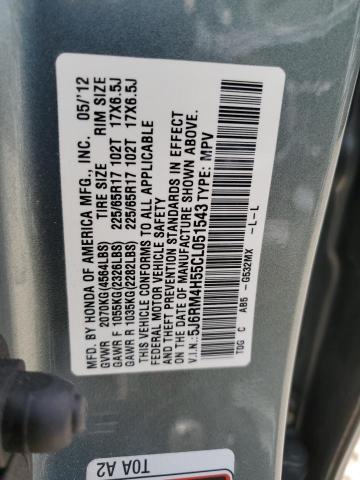 MFD. BY HONDA OF AMERICA MFG., INC. 05/'12
GVWR 2070KG(4564LBS) TIRE SIZE RIM SIZE
GAWR F 1055KG(2326LBS) 225/65R17 102T 17X6.5J
GAWR R 1035KG(2282LBS) 225/65R17 102T 17X6.5J
THIS VEHICLE CONFORMS TO ALL APPLICABLE
FEDERAL MOTOR VEHICLE SAFETY
AND THEFT PREVENTION STANDARDS IN EFFECT
ON THE DATE OF MANUFACTURE SHOWN ABOVE.
V.I.N.: 5J6RM4H55CL051543 TYPE: MPV
TOG C AB5 - G532MX - L - L
T0A A2